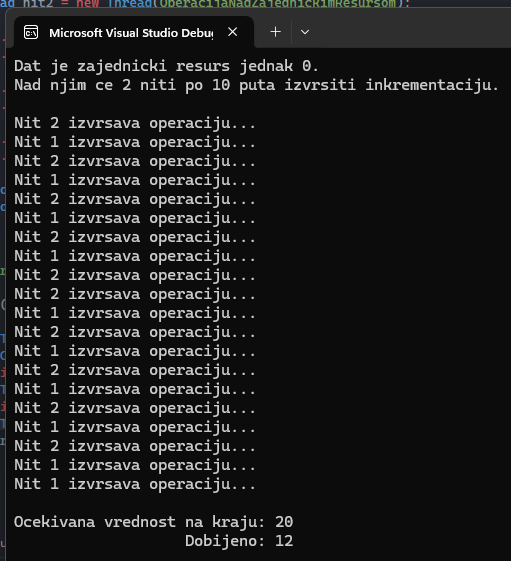 ad nit2 = new Thread(OperacijaNadZajednickimResursom);
Microsoft Visual Studio Debug
Dat je zajednicki resurs jednak 0.
Nad njim ce 2 niti po 10 puta izvrsiti inkrementaciju.
Nit 2 izvrsava operaciju...
Nit 1 izvrsava operaciju...
Nit 2 izvrsava operaciju...
Nit 1 izvrsava operaciju...
Nit 2 izvrsava operaciju...
Nit 1 izvrsava operaciju...
Nit 2 izvrsava operaciju...
Nit 1 izvrsava operaciju...
Nit 2 izvrsava operaciju...
Nit 2 izvrsava operaciju...
Nit 1 izvrsava operaciju...
Nit 2 izvrsava operaciju...
Nit 1 izvrsava operaciju...
Nit 2 izvrsava operaciju...
Nit 1 izvrsava operaciju...
Nit 2 izvrsava operaciju...
Nit 1 izvrsava operaciju...
Nit 2 izvrsava operaciju...
Nit 1 izvrsava operaciju...
Nit 1 izvrsava operaciju...
Ocekivana vrednost na kraju: 20
Dobijeno: 12